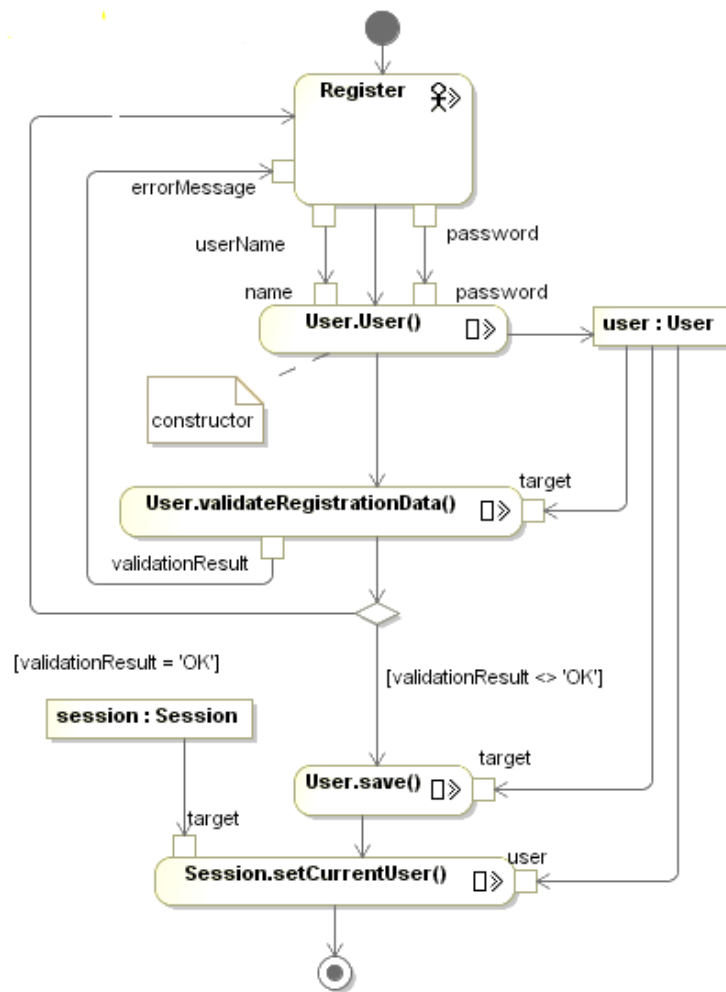 Register
errorMessage
userName
password
name
password
User.User()
user : User
constructor
target
User.validateRegistrationData()
validationResult
[validationResult = 'OK']
[validationResult <> 'OK']
session : Session
target
User.save()
target
user
Session.setCurrentUser()